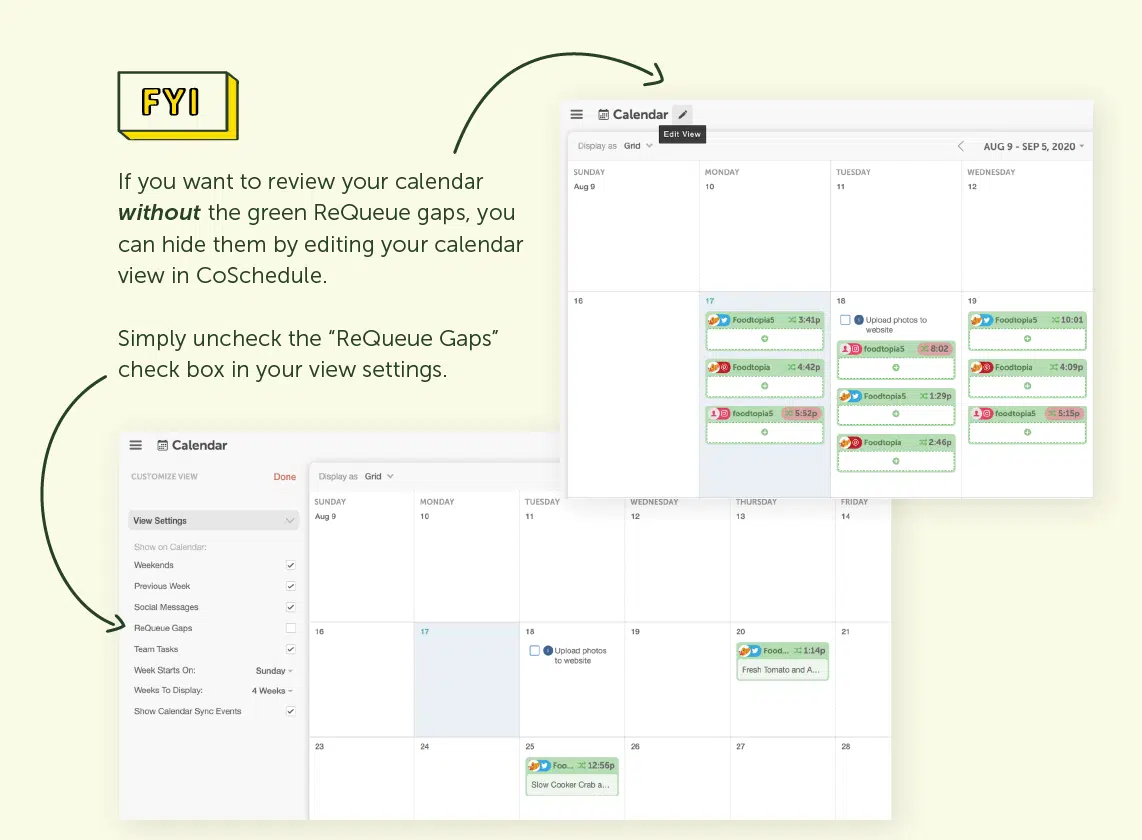 FYI
If you want to review your calendar
without the green ReQueue gaps, you
can hide them by editing your calendar
view in CoSchedule.
Simply uncheck the “ReQueue Gaps”
check box in your view settings.
Calendar
Edit View
Display as Grid
AUG 9 - SEP 5, 2020
SUNDAY MONDAY TUESDAY WEDNESDAY
Aug 9 10 11 12
16 17 18 19
Foodtopia5 3:41p
Foodtopia 4:42p
foodtopia5 5:52p
Upload photos to
website
foodtopia5 8:02
Foodtopia5 1:29p
Foodtopia 2:46p
Foodtopia5 10:01
Foodtopia 4:09p
foodtopia5 5:15p
Calendar
CUSTOMIZE VIEW Done
View Settings
Show on Calendar:
Weekends
Previous Week
Social Messages
ReQueue Gaps
Team Tasks
Week Starts On: Sunday
Weeks To Display: 4 Weeks
Show Calendar Sync Events
Display as Grid
SUNDAY MONDAY TUESDAY WEDNESDAY THURSDAY FRIDAY
Aug 9 10 11 12 13 14
16 17 18 19 20 21
Upload photos
to website
Food... 1:14p
Fresh Tomato and A...
23 24 25 26 27 28
Foo... 12:56p
Slow Cooker Crab a...